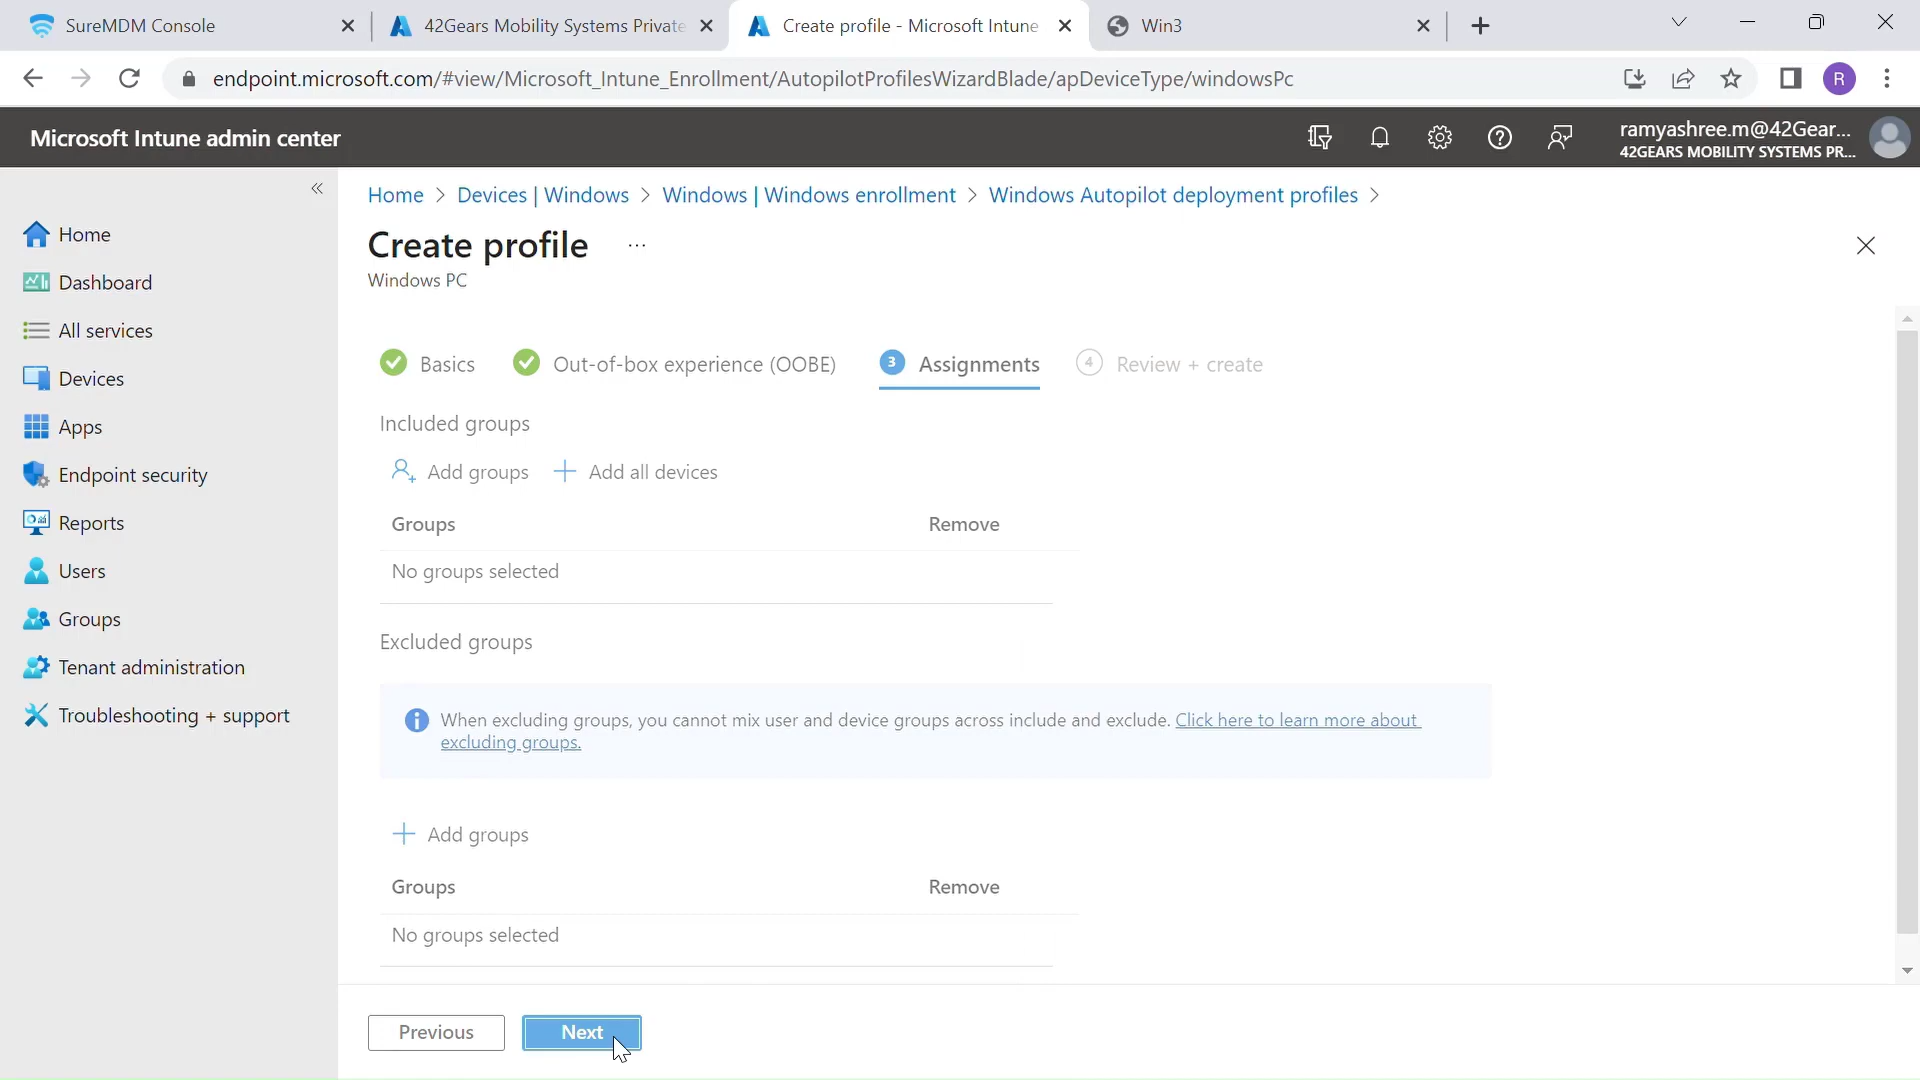 SureMDM Console
42Gears Mobility Systems Private
Create profile - Microsoft Intune
Win3
endpoint.microsoft.com/#view/Microsoft_Intune_Enrollment/AutopilotProfilesWizardBlade/apDeviceType/windowsPc
R
Microsoft Intune admin center
ramyashree.m@42Gear...
42GEARS MOBILITY SYSTEMS PR...
Home
Dashboard
All services
Devices
Apps
Endpoint security
Reports
Users
Groups
Tenant administration
Troubleshooting + support
Home > Devices | Windows > Windows | Windows enrollment > Windows Autopilot deployment profiles >
Create profile ...
Windows PC
Basics
Out-of-box experience (OOBE)
3 Assignments
4 Review + create
Included groups
Add groups
Add all devices
Groups Remove
No groups selected
Excluded groups
When excluding groups, you cannot mix user and device groups across include and exclude. Click here to learn more about
excluding groups.
Add groups
Groups Remove
No groups selected
Previous
Next